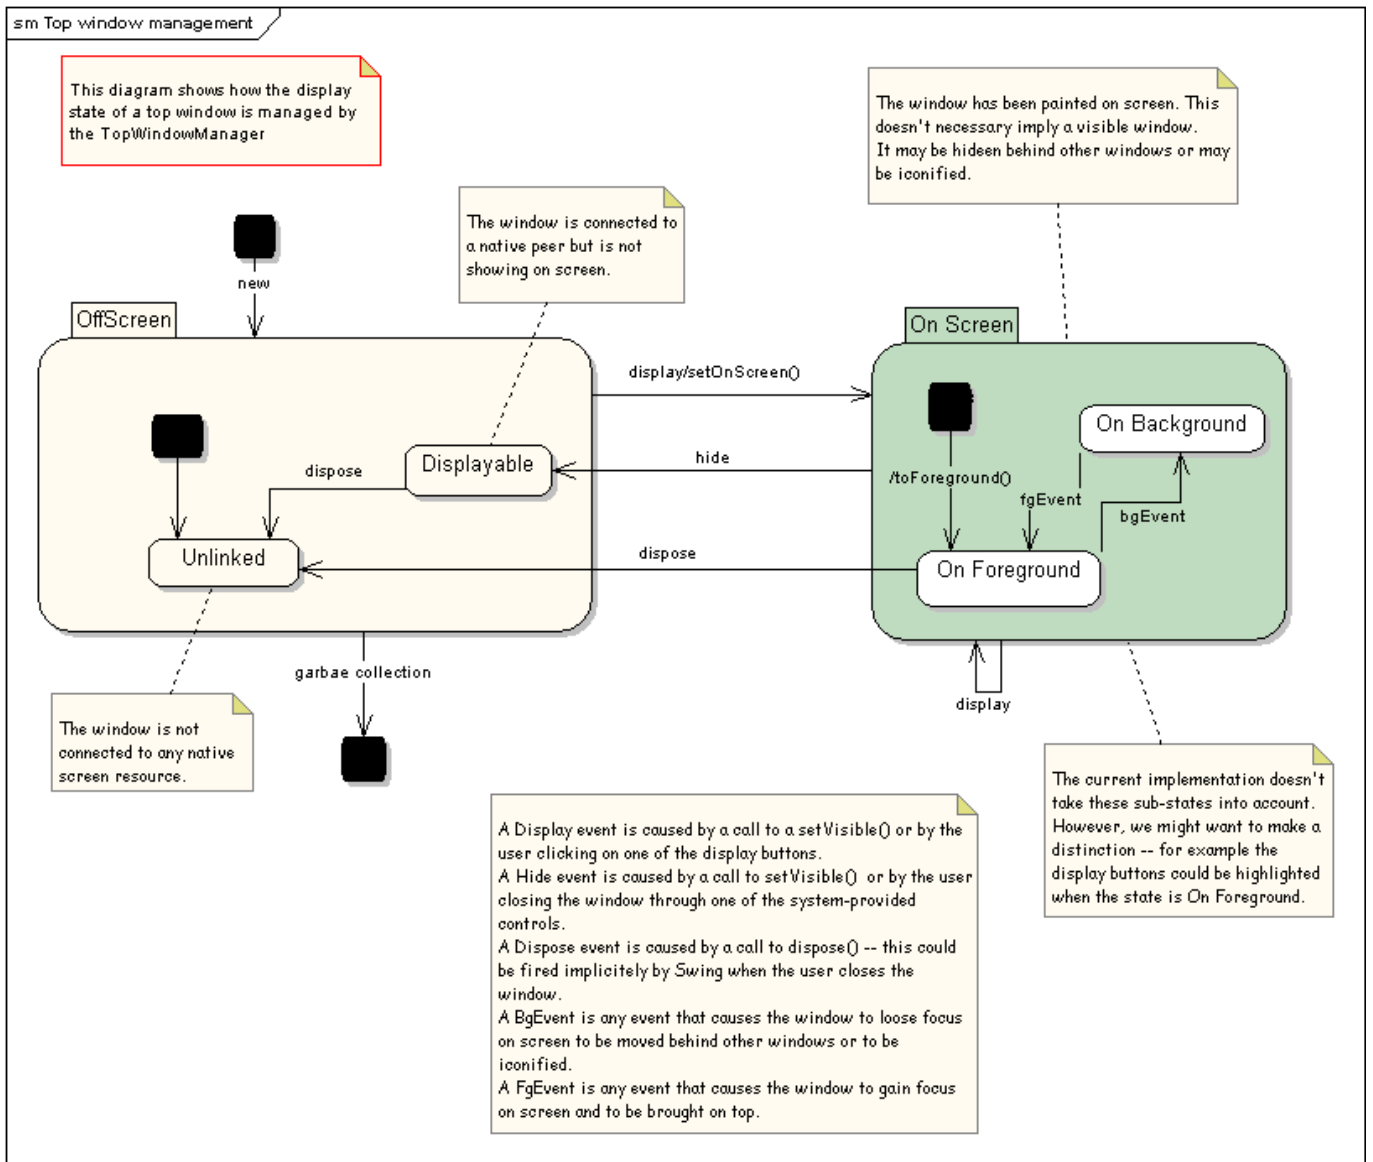 sm Top window management
This diagram shows how the display
state of a top window is managed by
the TopWindowManager
The window has been painted on screen. This
doesn't necessary imply a visible window.
It may be hideen behind other windows or may
be iconified.
The window is connected to
a native peer but is not
showing on screen.
new
OffScreen
On Screen
display/setOnScreen()
On Background
Displayable
dispose
hide
/toForeground()
fgEvent
bgEvent
Unlinked
dispose
On Foreground
garbae collection
display
The window is not
connected to any native
screen resource.
The current implementation doesn't
take these sub-states into account.
However, we might want to make a
distinction -- for example the
display buttons could be highlighted
when the state is On Foreground.
A Display event is caused by a call to a setVisible() or by the
user clicking on one of the display buttons.
A Hide event is caused by a call to setVisible() or by the user
closing the window through one of the system-provided
controls.
A Dispose event is caused by a call to dispose() -- this could
be fired implicitely by Swing when the user closes the
window.
A BgEvent is any event that causes the window to loose focus
on screen to be moved behind other windows or to be
iconified.
A FgEvent is any event that causes the window to gain focus
on screen and to be brought on top.